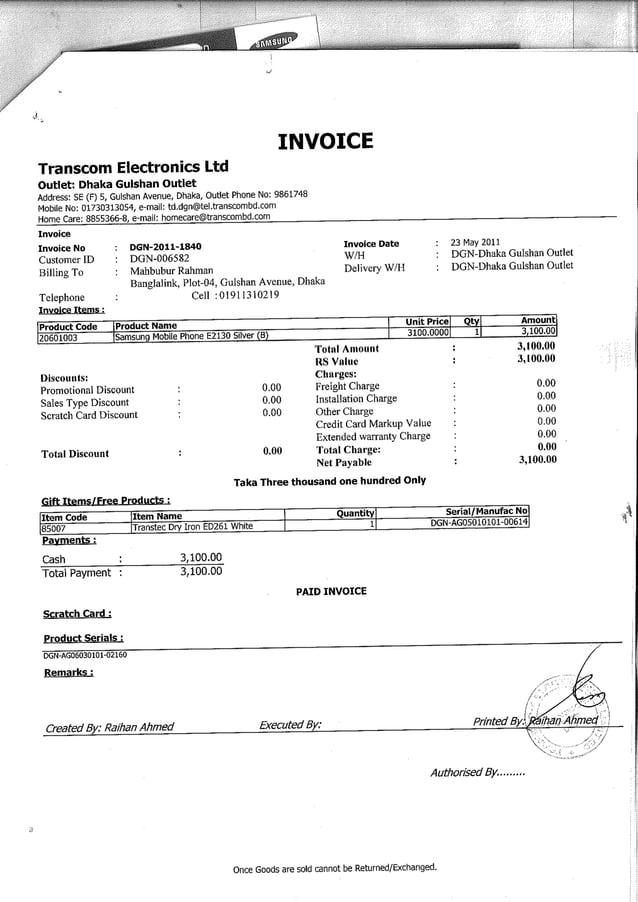 SAMSUNG
INVOICE
Transcom Electronics Ltd
Outlet: Dhaka Gulshan Outlet
Address: SE (F) 5, Gulshan Avenue, Dhaka, Outlet Phone No: 9861748
Mobile No: 01730313054, e-mail: td.dgn@tel.transcombd.com
Home Care: 8855366-8, e-mail: homecare@transcombd.com
Invoice
Invoice No : DGN-2011-1840 Invoice Date : 23 May 2011
Customer ID : DGN-006582 W/H : DGN-Dhaka Gulshan Outlet
Billing To : Mahbubur Rahman Delivery W/H : DGN-Dhaka Gulshan Outlet
Banglalink, Plot-04, Gulshan Avenue, Dhaka
Telephone : Cell :01911310219
Invoice Items :
Product Code Product Name Unit Price Qty Amount
20601003 Samsung Mobile Phone E2130 Silver (B) 3100.0000 1 3,100.00
Total Amount : 3,100.00
RS Value : 3,100.00
Discounts: Charges:
Promotional Discount : 0.00 Freight Charge : 0.00
Sales Type Discount : 0.00 Installation Charge : 0.00
Scratch Card Discount : 0.00 Other Charge : 0.00
Credit Card Markup Value : 0.00
Extended warranty Charge : 0.00
Total Discount : 0.00 Total Charge: : 0.00
Net Payable : 3,100.00
Taka Three thousand one hundred Only
Gift Items/Free Products :
Item Code Item Name Quantity Serial/Manufac No
85007 Transtec Dry Iron ED261 White 1 DGN-AG05010101-00614
Payments :
Cash : 3,100.00
Total Payment : 3,100.00
PAID INVOICE
Scratch Card :
Product Serials :
DGN-AG06030101-02160
Remarks :
Created By: Raihan Ahmed Executed By: Printed By: Raihan Ahmed
Authorised By.........
Once Goods are sold cannot be Returned/Exchanged.